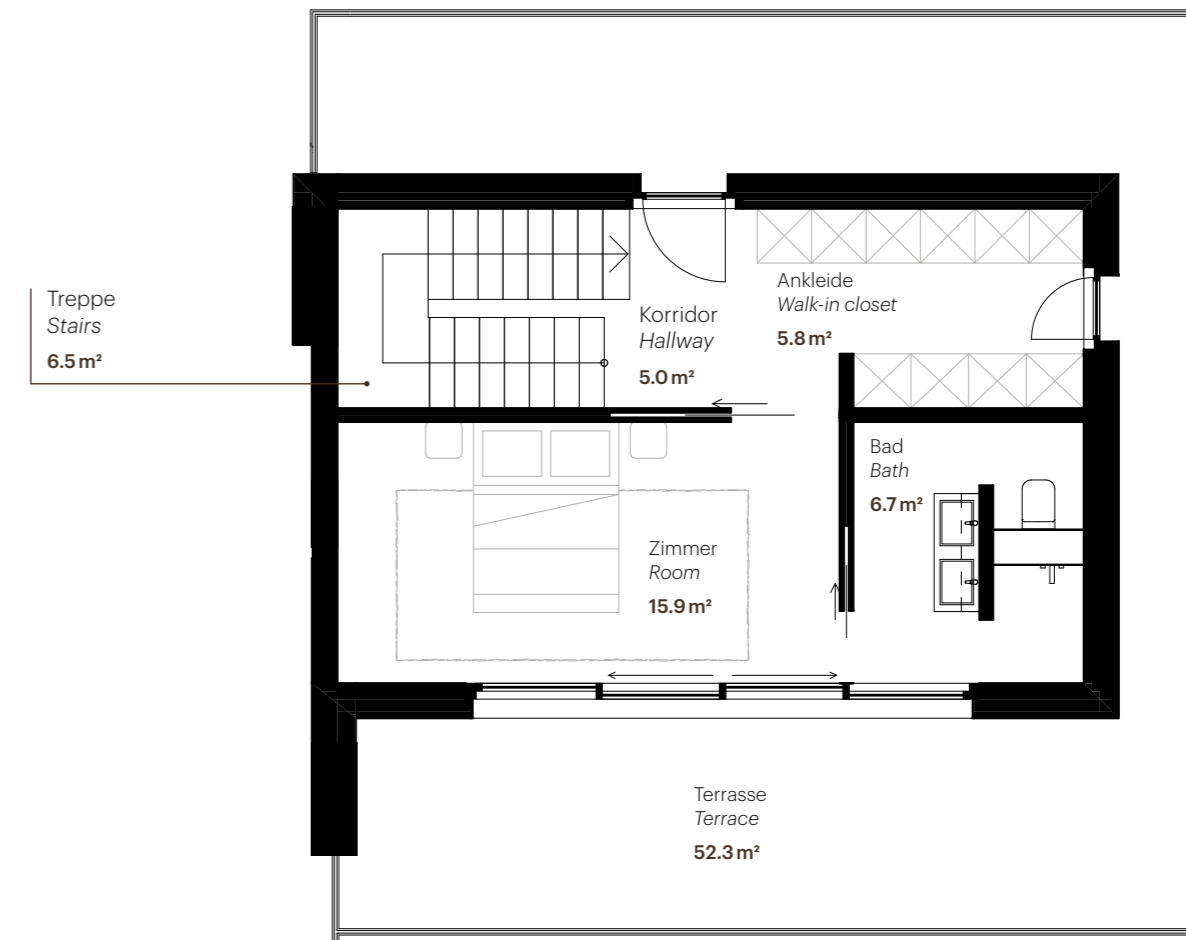 Treppe
Stairs
6.5 m²
Korridor
Hallway
5.0 m²
Ankleide
Walk-in closet
5.8 m²
Bad
Bath
6.7 m²
Zimmer
Room
15.9 m²
Terrasse
Terrace
52.3 m²